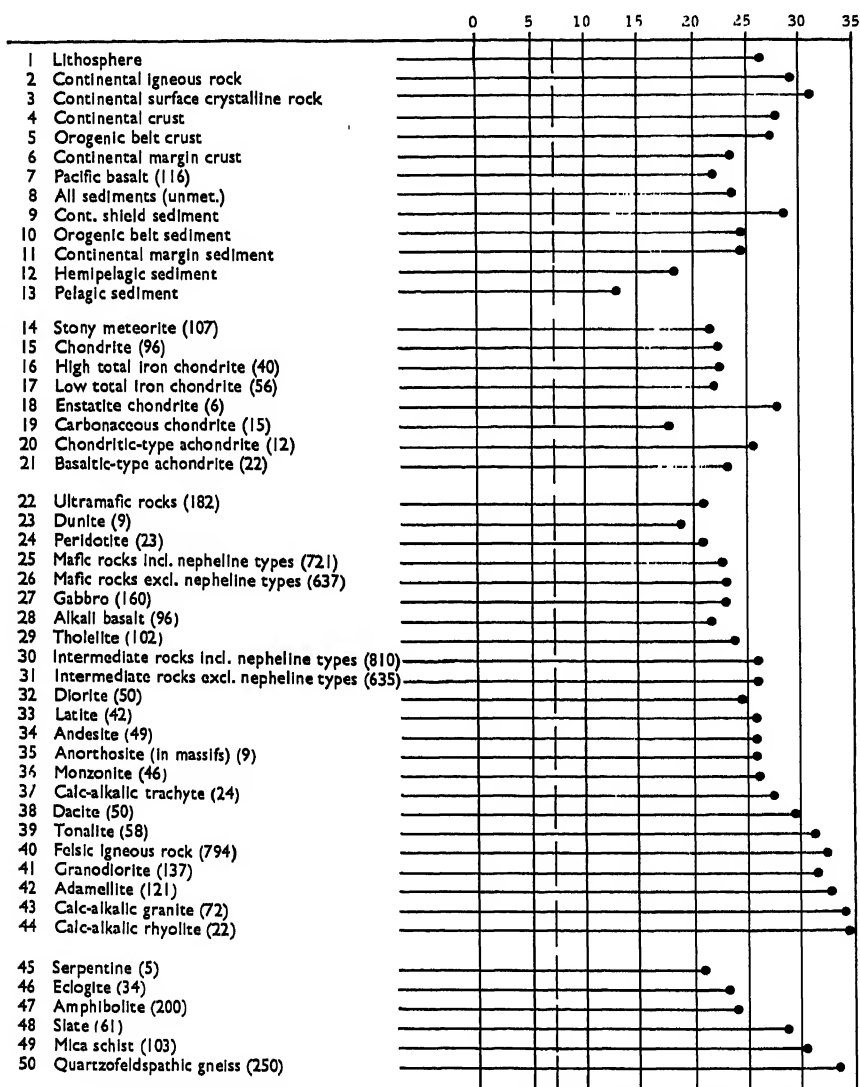 0 5 10 15 20 25 30 35
1 Lithosphere
2 Continental igneous rock
3 Continental surface crystalline rock
4 Continental crust
5 Orogenic belt crust
6 Continental margin crust
7 Pacific basalt (116)
8 All sediments (unmet.)
9 Cont. shield sediment
10 Orogenic belt sediment
11 Continental margin sediment
12 Hemipelagic sediment
13 Pelagic sediment
14 Stony meteorite (107)
15 Chondrite (96)
16 High total iron chondrite (40)
17 Low total iron chondrite (56)
18 Enstatite chondrite (6)
19 Carbonaceous chondrite (15)
20 Chondritic-type achondrite (12)
21 Basaltic-type achondrite (22)
22 Ultramafic rocks (182)
23 Dunite (9)
24 Peridotite (23)
25 Mafic rocks incl. nepheline types (721)
26 Mafic rocks excl. nepheline types (637)
27 Gabbro (160)
28 Alkali basalt (96)
29 Tholeiite (102)
30 Intermediate rocks incl. nepheline types (810)
31 Intermediate rocks excl. nepheline types (635)
32 Diorite (50)
33 Latite (42)
34 Andesite (49)
35 Anorthosite (in massifs) (9)
36 Monzonite (46)
37 Calc-alkalic trachyte (24)
38 Dacite (50)
39 Tonalite (58)
40 Felsic igneous rock (794)
41 Granodiorite (137)
42 Adamellite (121)
43 Calc-alkalic granite (72)
44 Calc-alkalic rhyolite (22)
45 Serpentine (5)
46 Eclogite (34)
47 Amphibolite (200)
48 Slate (61)
49 Mica schist (103)
50 Quartzofeldspathic gneiss (250)